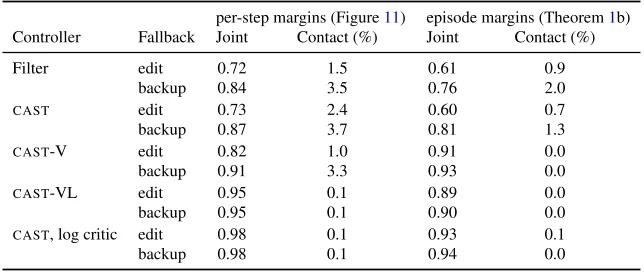 per-step margins (Figure 11) episode margins (Theorem 1b)
Controller Fallback Joint Contact (%) Joint Contact (%)
Filter edit 0.72 1.5 0.61 0.9
backup 0.84 3.5 0.76 2.0
CAST edit 0.73 2.4 0.60 0.7
backup 0.87 3.7 0.81 1.3
CAST-V edit 0.82 1.0 0.91 0.0
backup 0.91 3.3 0.93 0.0
CAST-VL edit 0.95 0.1 0.89 0.0
backup 0.95 0.1 0.90 0.0
CAST, log critic edit 0.98 0.1 0.93 0.1
backup 0.98 0.1 0.94 0.0